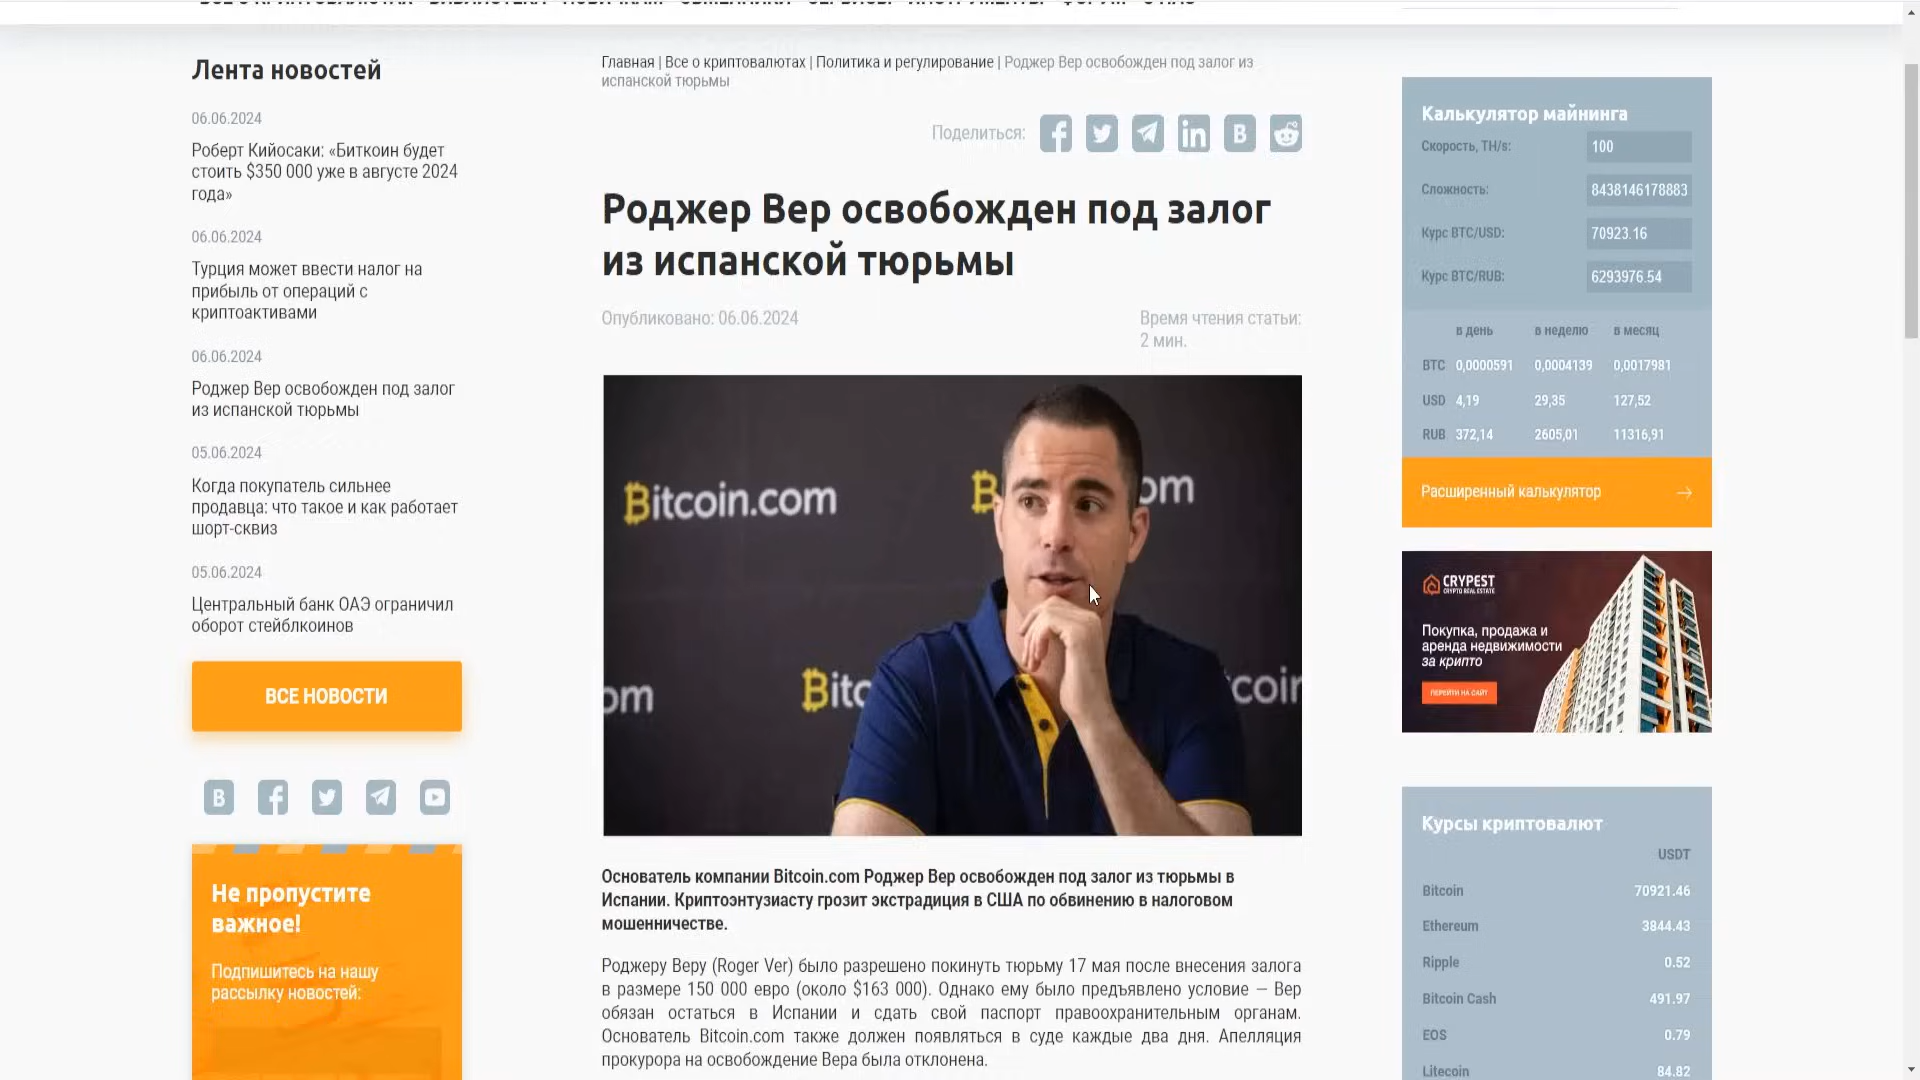 Лента новостей
06.06.2024
Роберт Кийосаки: «Биткоин будет
стоить $350 000 уже в августе 2024
года»
06.06.2024
Турция может ввести налог на
прибыль от операций с
криптоактивами
06.06.2024
Роджер Вер освобожден под залог
из испанской тюрьмы
05.06.2024
Когда покупатель сильнее
продавца: что такое и как работает
шорт-сквиз
05.06.2024
Центральный банк ОАЭ ограничил
оборот стейблкоинов
ВСЕ НОВОСТИ
Не пропустите
важное!
Подпишитесь на нашу
рассылку новостей:
Главная | Все о криптовалютах | Политика и регулирование | Роджер Вер освобожден под залог из
испанской тюрьмы
Поделиться:
Роджер Вер освобожден под залог
из испанской тюрьмы
Опубликовано: 06.06.2024
Время чтения статьи:
2 мин.
Bitcoin.com
B om
om Bitc coin
Основатель компании Bitcoin.com Роджер Вер освобожден под залог из тюрьмы в
Испании. Криптоэнтузиасту грозит экстрадиция в США по обвинению в налоговом
мошенничестве.
Роджеру Веру (Roger Ver) было разрешено покинуть тюрьму 17 мая после внесения залога
в размере 150 000 евро (около $163 000). Однако ему было предъявлено условие — Вер
обязан остаться в Испании и сдать свой паспорт правоохранительным органам.
Основатель Bitcoin.com также должен появляться в суде каждые два дня. Апелляция
прокурора на освобождение Вера была отклонена.
Калькулятор майнинга
Скорость, TH/s: 100
Сложность: 8438146178883
Курс BTC/USD: 70923.16
Курс BTC/RUB: 6293976.54
в день в неделю в месяц
BTC 0,0000591 0,0004139 0,0017981
USD 4,19 29,35 127,52
RUB 372,14 2605,01 11316,91
Расширенный калькулятор
CRYPEST
CRYPTO REAL ESTATE
Покупка, продажа и
аренда недвижимости
за крипто
ПЕРЕЙТИ НА САЙТ
Курсы криптовалют
USDT
Bitcoin 70921.46
Ethereum 3844.43
Ripple 0.52
Bitcoin Cash 491.97
EOS 0.79
Litecoin 84.82